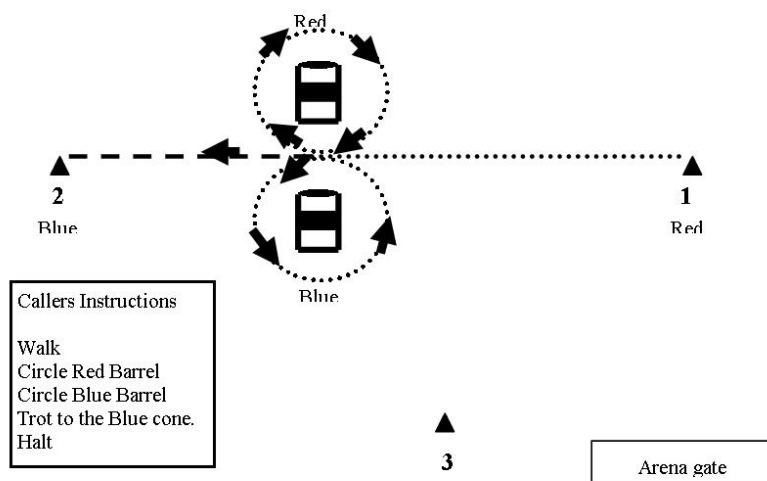 Red
2
1
Blue
Red
Blue
Callers Instructions
Walk
Circle Red Barrel
Circle Blue Barrel
Trot to the Blue cone.
Halt
3
Arena gate